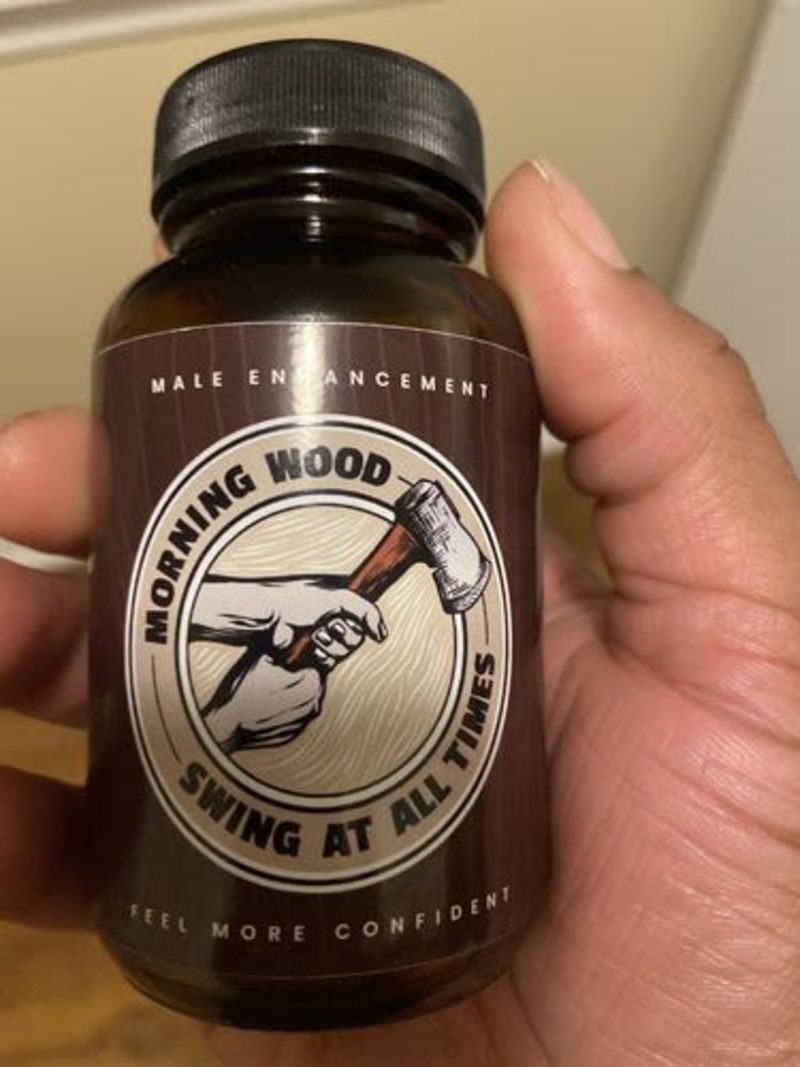 MALE ENHANCEMENT
MORNING WOOD
SWING AT ALL TIMES
FEEL MORE CONFIDENT